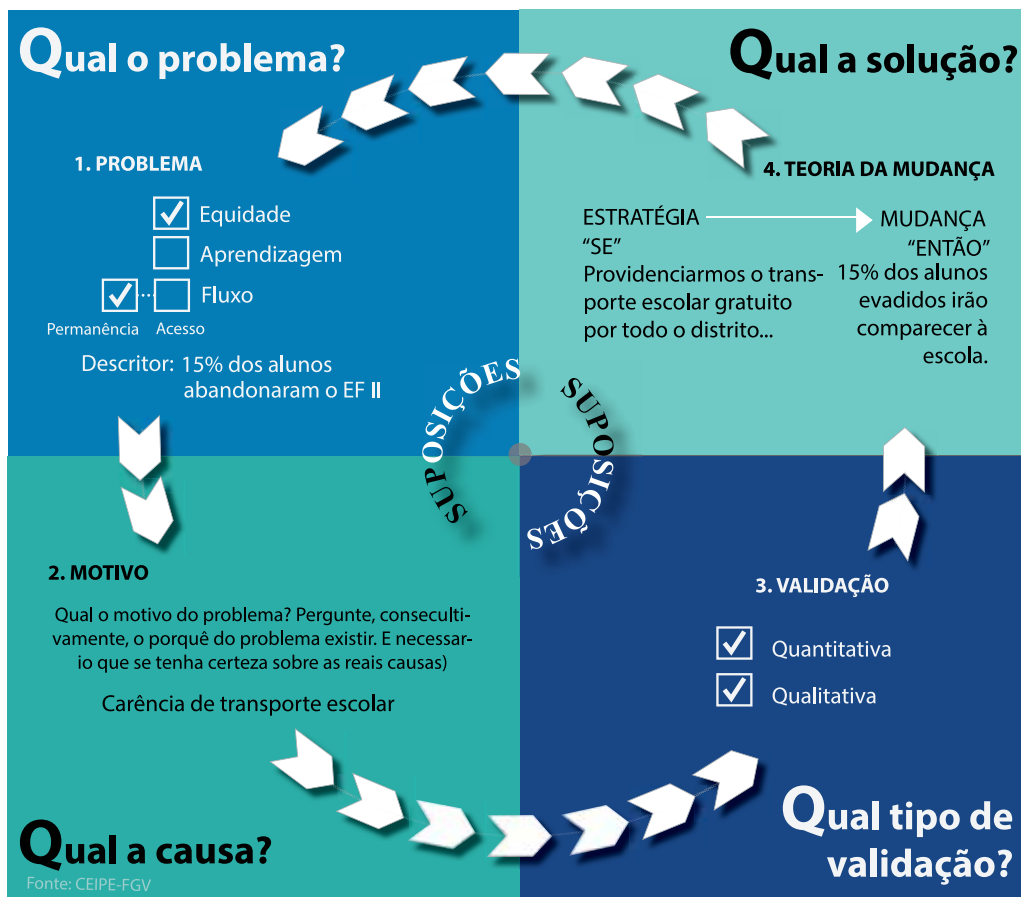 Qual o problema?
1. PROBLEMA
Equidade
Aprendizagem
Fluxo
Permanência Acesso
Descritor: 15% dos alunos
abandonaram o EF II
Qual a solução?
4. TEORIA DA MUDANÇA
ESTRATÉGIA
“SE”
Providenciarmos o trans-
porte escolar gratuito
por todo o distrito...
MUDANÇA
“ENTÃO”
15% dos alunos
evadidos irão
comparecer à
escola.
SUPOSIÇÕES
SUPOSIÇÕES
2. MOTIVO
Qual o motivo do problema? Pergunte, consecuti-
vamente, o porquê do problema existir. E necessar-
io que se tenha certeza sobre as reais causas)
Carência de transporte escolar
Qual a causa?
Fonte: CEIPE-FGV
3. VALIDAÇÃO
Quantitativa
Qualitativa
Qual tipo de
validação?